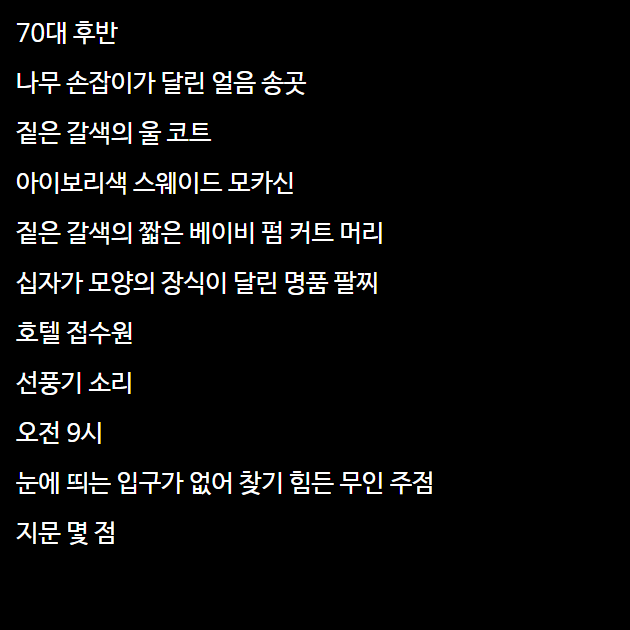 70대 후반
나무 손잡이가 달린 얼음 송곳
짙은 갈색의 울 코트
아이보리색 스웨이드 모카신
짙은 갈색의 짧은 베이비 펌 커트 머리
십자가 모양의 장식이 달린 명품 팔찌
호텔 접수원
선풍기 소리
오전 9시
눈에 띄는 입구가 없어 찾기 힘든 무인 주점
지문 몇 점